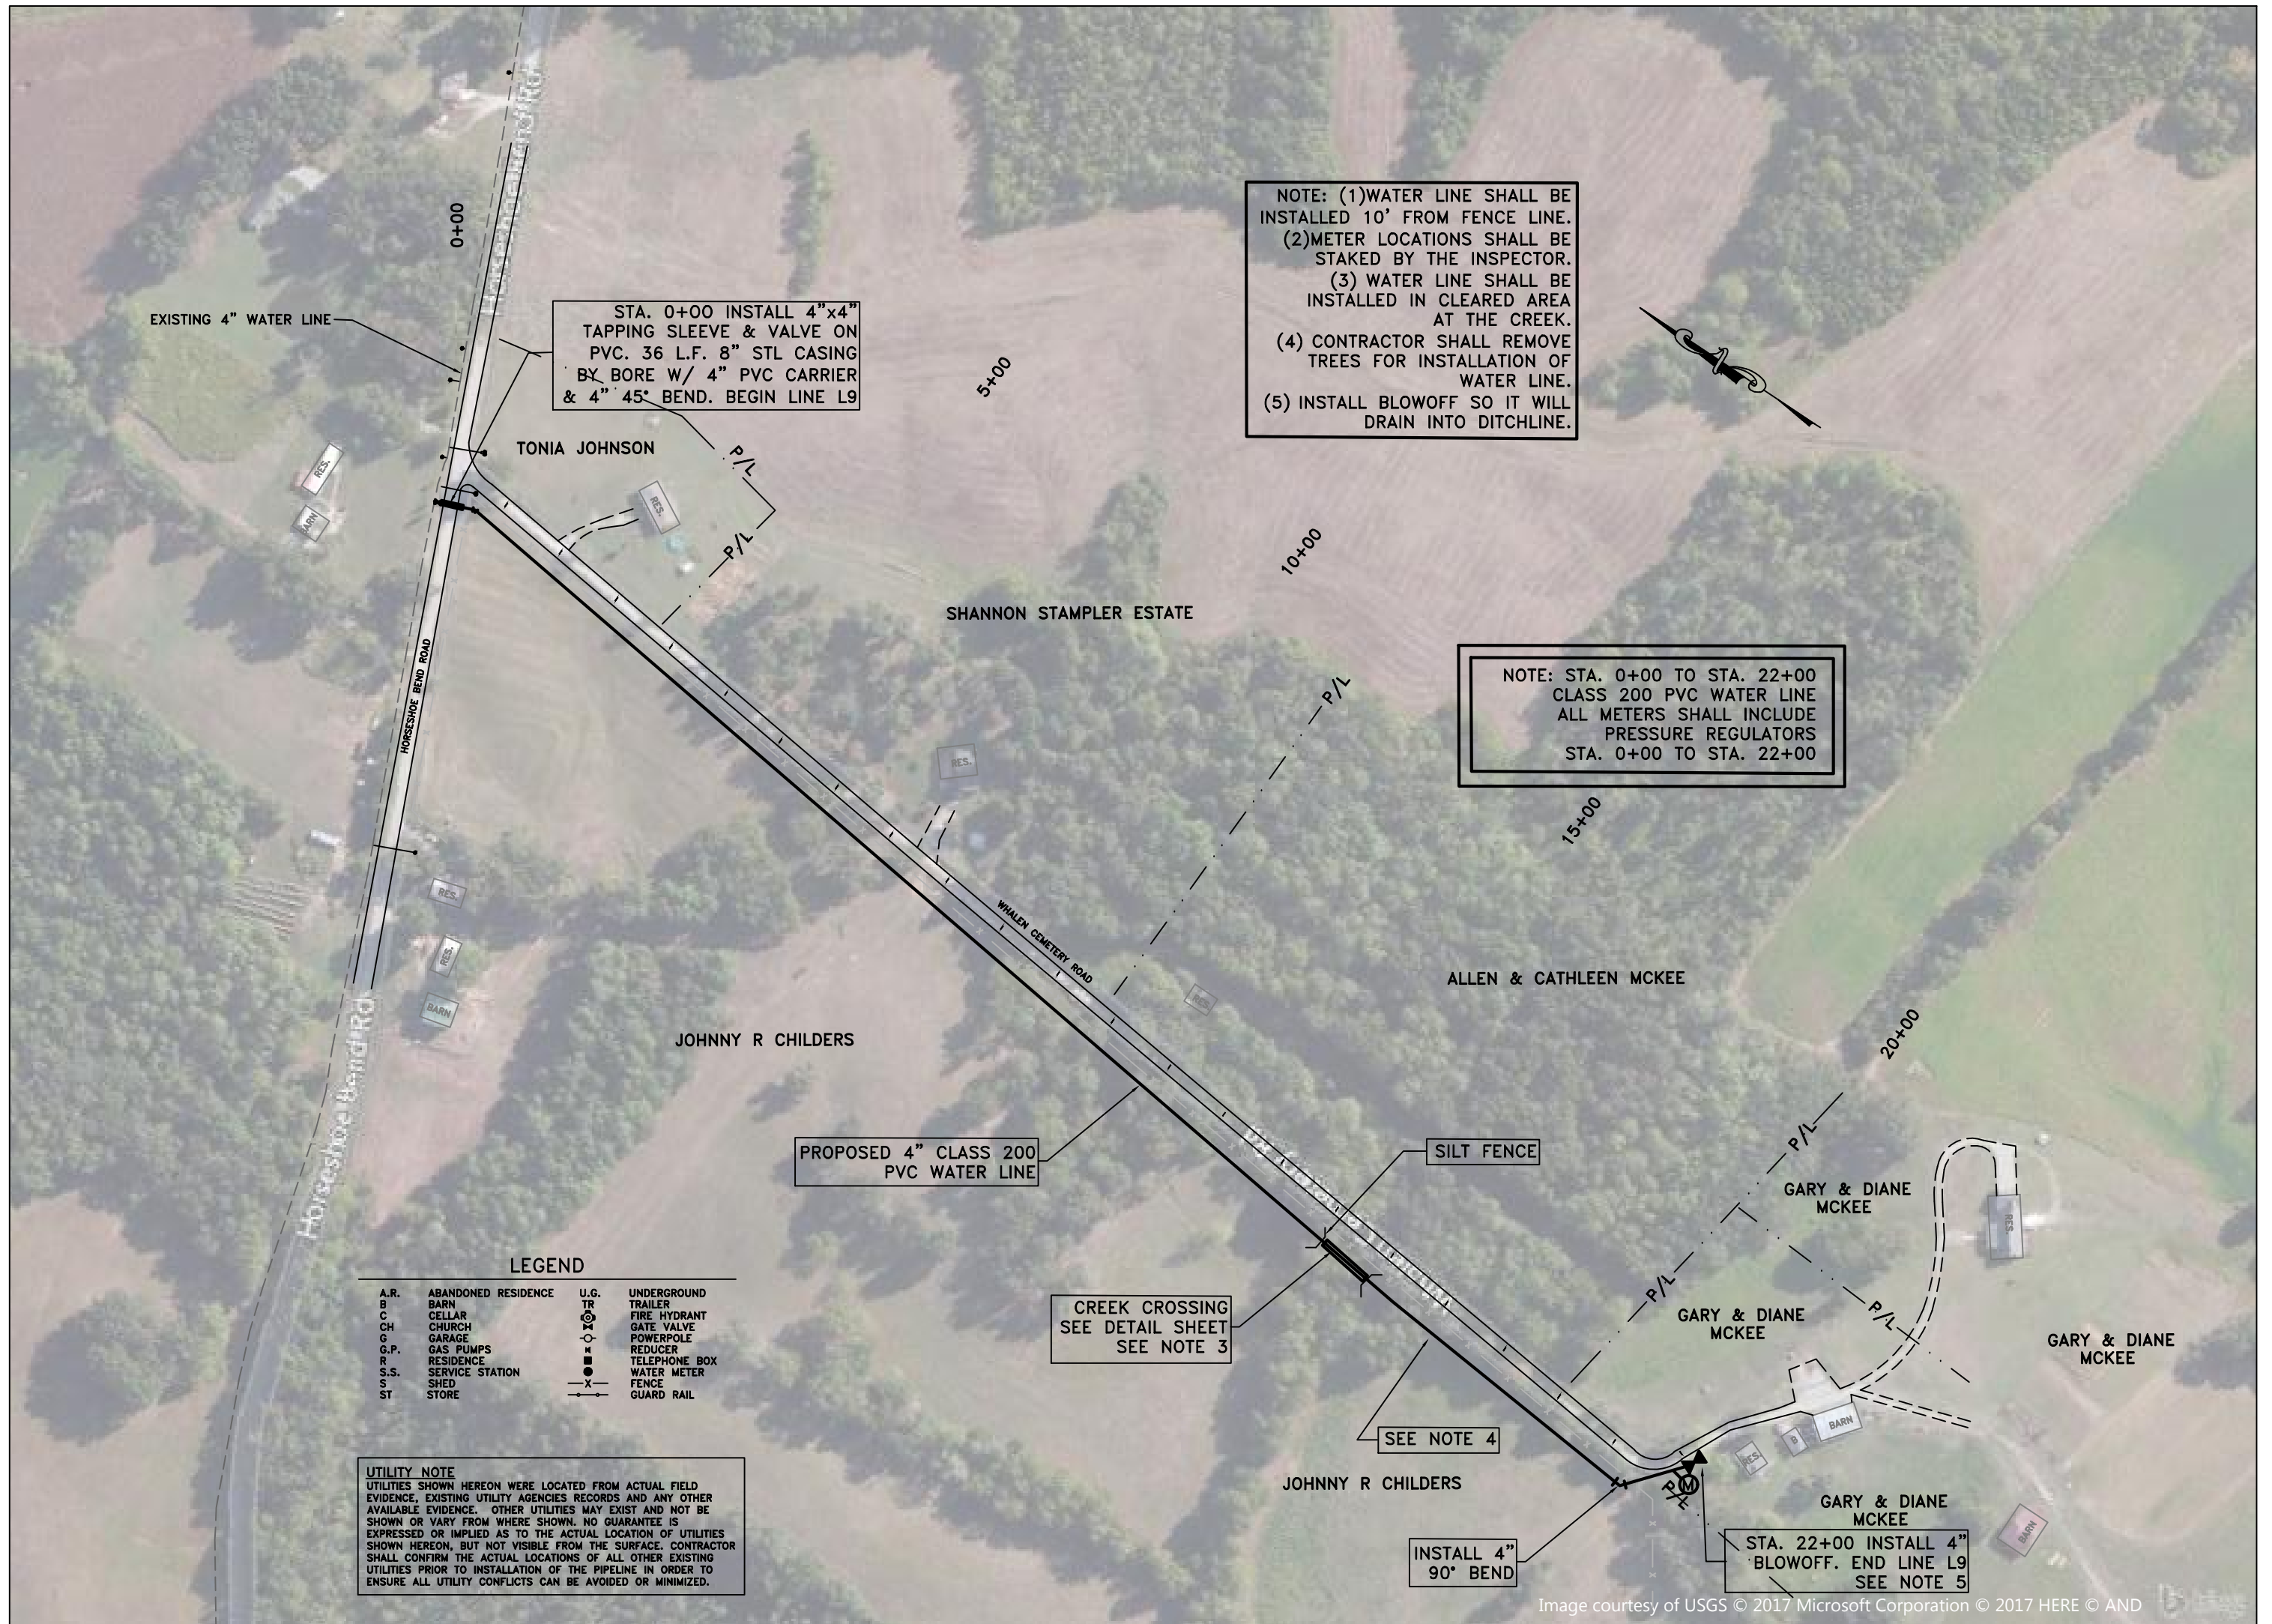 Horseshoe Bend Rd
0+00
EXISTING 4" WATER LINE
STA. 0+00 INSTALL 4"x4"
TAPPING SLEEVE & VALVE ON
PVC. 36 L.F. 8" STL CASING
BY BORE W/ 4" PVC CARRIER
& 4" 45° BEND. BEGIN LINE L9
5+00
NOTE: (1)WATER LINE SHALL BE
INSTALLED 10' FROM FENCE LINE.
(2)METER LOCATIONS SHALL BE
STAKED BY THE INSPECTOR.
(3) WATER LINE SHALL BE
INSTALLED IN CLEARED AREA
AT THE CREEK.
(4) CONTRACTOR SHALL REMOVE
TREES FOR INSTALLATION OF
WATER LINE.
(5) INSTALL BLOWOFF SO IT WILL
DRAIN INTO DITCHLINE.
TONIA JOHNSON
P/L
RES.
BARN
RES.
P/L
10+00
SHANNON STAMPLER ESTATE
HORSESHOE BEND ROAD
P/L
NOTE: STA. 0+00 TO STA. 22+00
CLASS 200 PVC WATER LINE
ALL METERS SHALL INCLUDE
PRESSURE REGULATORS
STA. 0+00 TO STA. 22+00
RES.
15+00
RES.
RES.
BARN
WHALEN CEMETERY ROAD
RES.
ALLEN & CATHLEEN MCKEE
20+00
JOHNNY R CHILDERS
Horseshoe Bend Rd
PROPOSED 4" CLASS 200
PVC WATER LINE
SILT FENCE
P/L
GARY & DIANE
MCKEE
RES.
P/L
P/L
GARY & DIANE
MCKEE
GARY & DIANE
MCKEE
CREEK CROSSING
SEE DETAIL SHEET
SEE NOTE 3
LEGEND
A.R. ABANDONED RESIDENCE U.G. UNDERGROUND
B BARN TR TRAILER
C CELLAR FIRE HYDRANT
CH CHURCH GATE VALVE
G GARAGE POWERPOLE
G.P. GAS PUMPS REDUCER
R RESIDENCE TELEPHONE BOX
S.S. SERVICE STATION WATER METER
S SHED X FENCE
ST STORE GUARD RAIL
SEE NOTE 4
BARN
B
RES.
M
P/L
JOHNNY R CHILDERS
GARY & DIANE
MCKEE
BARN
UTILITY NOTE
UTILITIES SHOWN HEREON WERE LOCATED FROM ACTUAL FIELD
EVIDENCE, EXISTING UTILITY AGENCIES RECORDS AND ANY OTHER
AVAILABLE EVIDENCE. OTHER UTILITIES MAY EXIST AND NOT BE
SHOWN OR VARY FROM WHERE SHOWN. NO GUARANTEE IS
EXPRESSED OR IMPLIED AS TO THE ACTUAL LOCATION OF UTILITIES
SHOWN HEREON, BUT NOT VISIBLE FROM THE SURFACE. CONTRACTOR
SHALL CONFIRM THE ACTUAL LOCATIONS OF ALL OTHER EXISTING
UTILITIES PRIOR TO INSTALLATION OF THE PIPELINE IN ORDER TO
ENSURE ALL UTILITY CONFLICTS CAN BE AVOIDED OR MINIMIZED.
INSTALL 4"
90° BEND
STA. 22+00 INSTALL 4"
BLOWOFF. END LINE L9
SEE NOTE 5
X
X
Image courtesy of USGS © 2017 Microsoft Corporation © 2017 HERE © AND